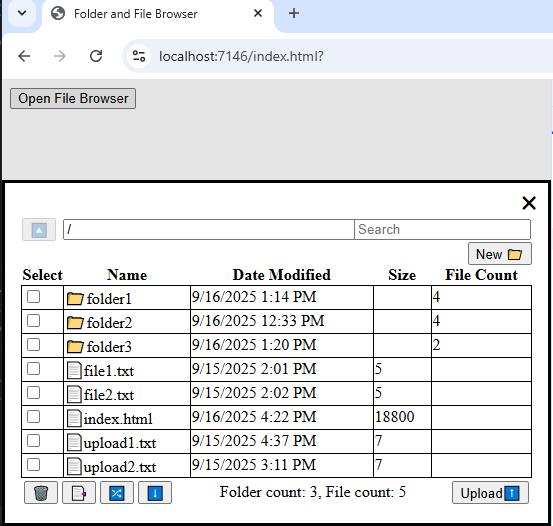 Folder and File Browser
localhost:7146/index.html?
Open File Browser
/ Search
New
Select Name Date Modified Size File Count
folder1 9/16/2025 1:14 PM 4
folder2 9/16/2025 12:33 PM 4
folder3 9/16/2025 1:20 PM 2
file1.txt 9/15/2025 2:01 PM 5
file2.txt 9/15/2025 2:02 PM 5
index.html 9/16/2025 4:22 PM 18800
upload1.txt 9/15/2025 4:37 PM 7
upload2.txt 9/15/2025 3:11 PM 7
Folder count: 3, File count: 5 Upload